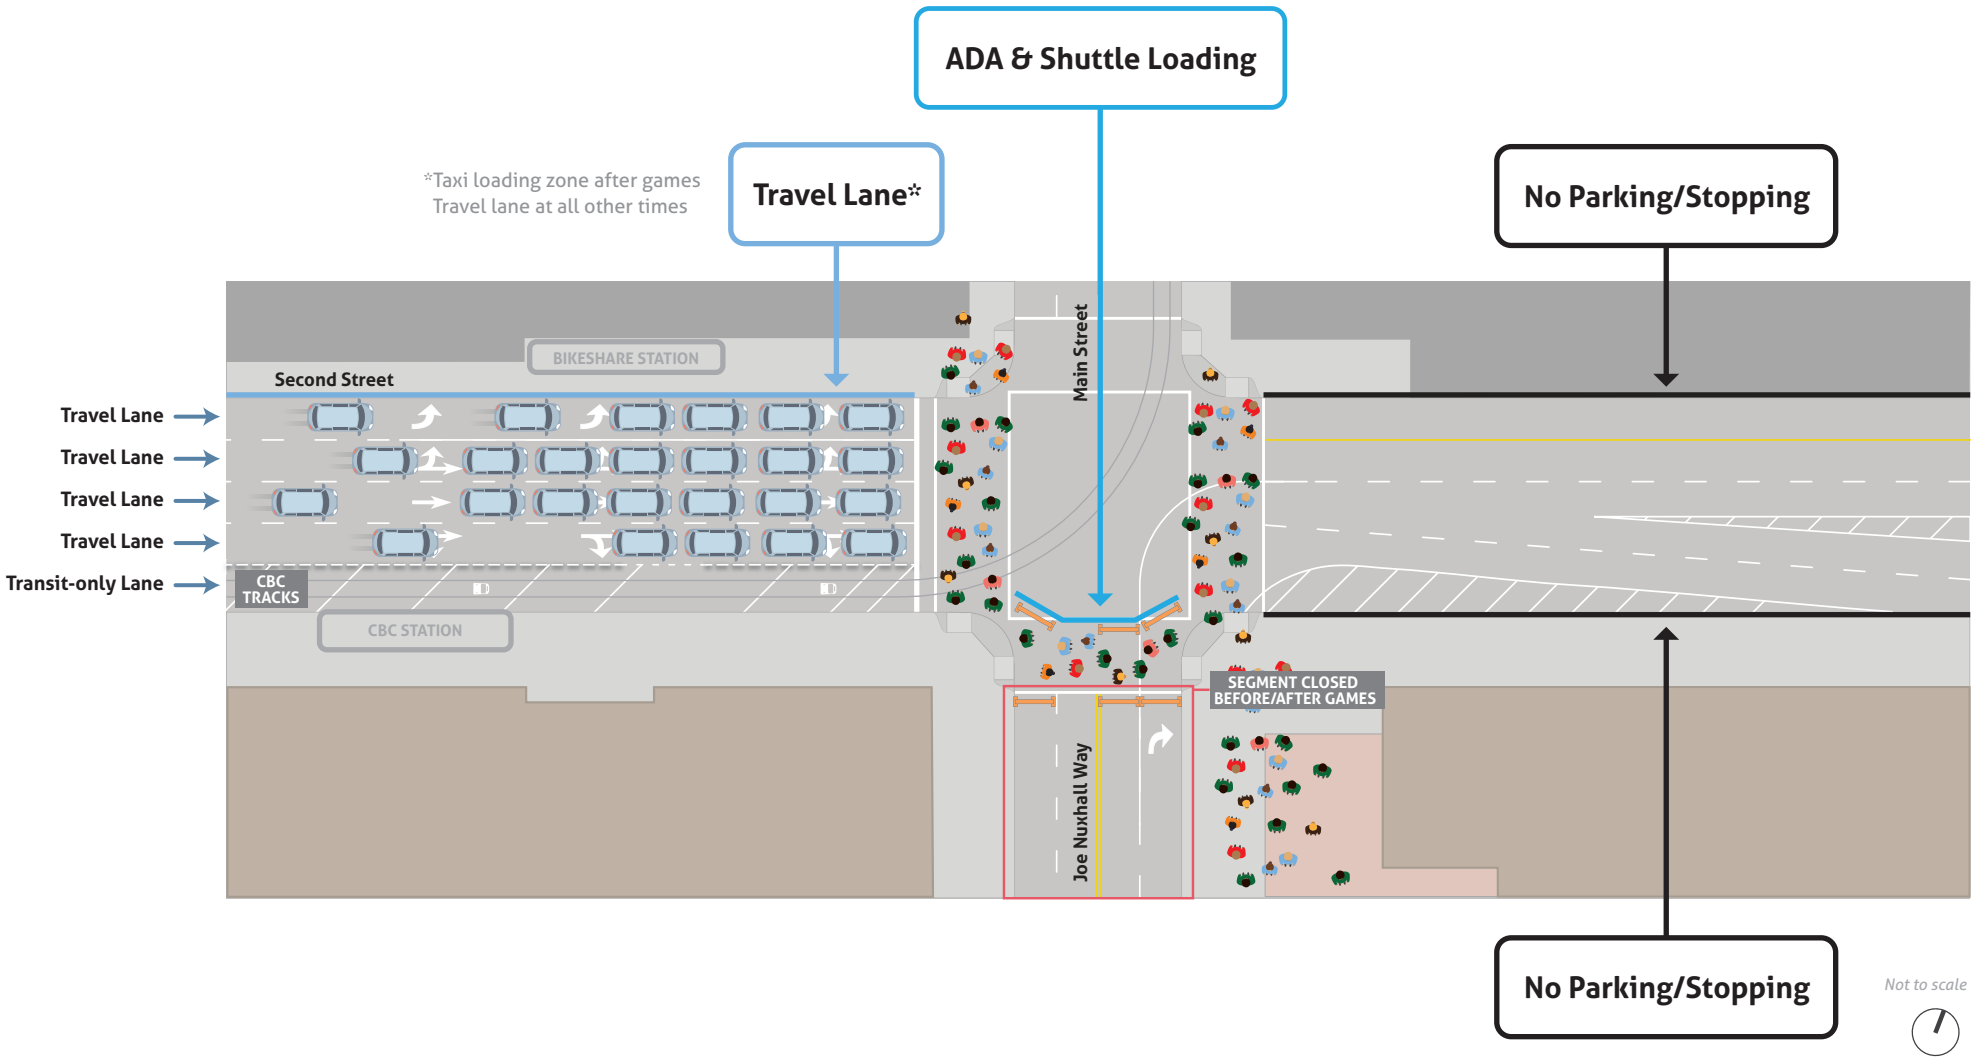 ADA & Shuttle Loading
*Taxi loading zone after games
Travel lane at all other times
Travel Lane*
No Parking/Stopping
Main Street
BIKESHARE STATION
Second Street
Travel Lane
Travel Lane
Travel Lane
Travel Lane
Transit-only Lane
CBC
TRACKS
CBC STATION
SEGMENT CLOSED
BEFORE/AFTER GAMES
Joe Nuxhall Way
No Parking/Stopping
Not to scale